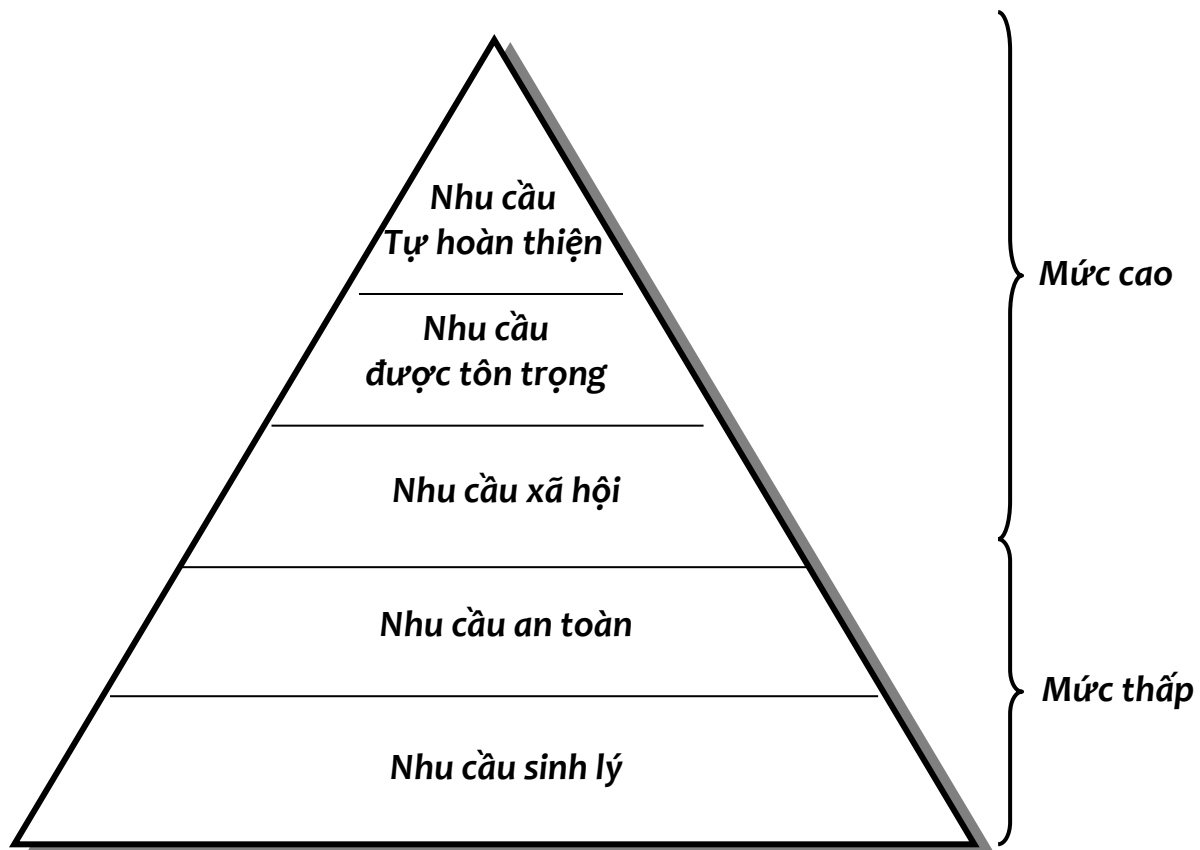 Nhu cầu
Tự hoàn thiện
Mức cao
Nhu cầu
được tôn trọng
Nhu cầu xã hội
Nhu cầu an toàn
Mức thấp
Nhu cầu sinh lý